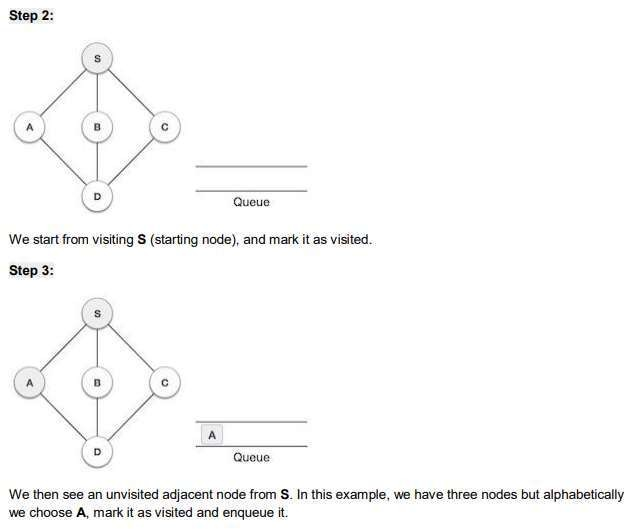 Step 2:
S
A B C
D
Queue
We start from visiting S (starting node), and mark it as visited.
Step 3:
S
A B C
A
D
Queue
We then see an unvisited adjacent node from S. In this example, we have three nodes but alphabetically
we choose A, mark it as visited and enqueue it.